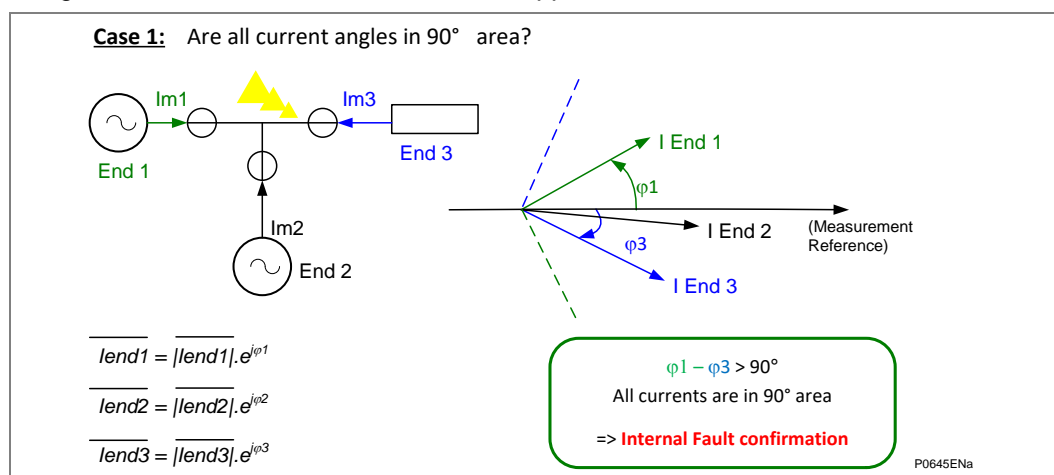 Case 1: Are all current angles in 90° area?
Im1
Im3
End 1
End 3
Im2
End 2
I End 1
φ1
I End 2
(Measurement
Reference)
φ3
I End 3
Iend1 = |Iend1|.e^jφ1
Iend2 = |Iend2|.e^jφ2
Iend3 = |Iend3|.e^jφ3
φ1 – φ3 > 90°
All currents are in 90° area
=> Internal Fault confirmation
P0645ENa